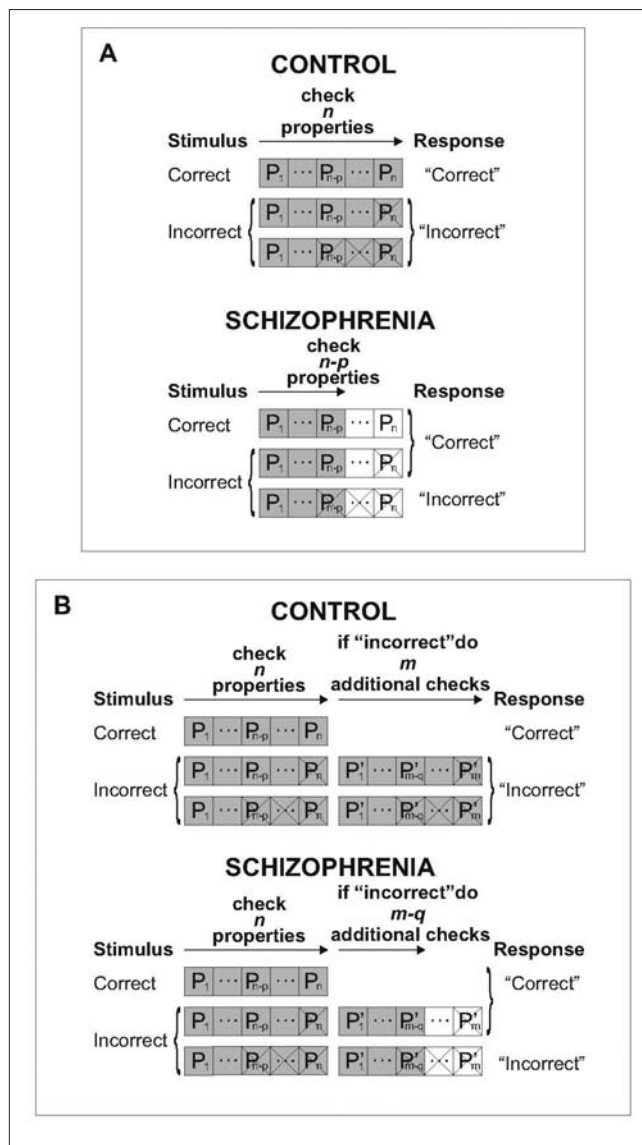 A
CONTROL
check
n
properties
Stimulus Response
Correct P1 ... Pn-p ... Pn "Correct"
P1 ... Pn-p ... Pn
Incorrect "Incorrect"
P1 ... Pn-p ... Pn
SCHIZOPHRENIA
check
n-p
properties
Stimulus Response
Correct P1 ... Pn-p ... Pn
"Correct"
P1 ... Pn-p ... Pn
Incorrect
P1 ... Pn-p ... Pn "Incorrect"
B
CONTROL
check if "incorrect"do
n m
properties additional checks
Stimulus Response
Correct P1 ... Pn-p ... Pn "Correct"
P1 ... Pn-p ... Pn P'1 ... P'm-q ... P'm
Incorrect "Incorrect"
P1 ... Pn-p ... Pn P'1 ... P'm-q ... P'm
SCHIZOPHRENIA
check if "incorrect"do
n m-q
properties additional checks
Stimulus Response
Correct P1 ... Pn-p ... Pn "Correct"
P1 ... Pn-p ... Pn P'1 ... P'm-q ... P'm
Incorrect
P1 ... Pn-p ... Pn P'1 ... P'm-q ... P'm "Incorrect"